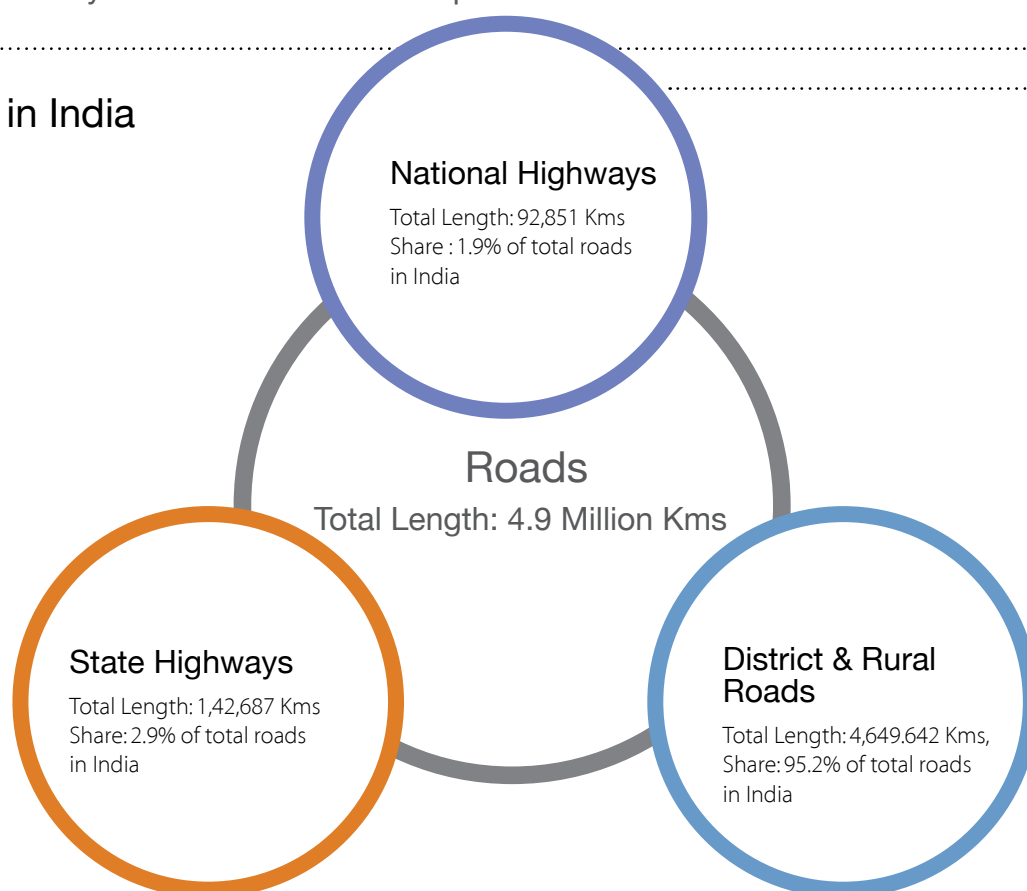 in India
National Highways
Total Length: 92,851 Kms
Share : 1.9% of total roads
in India
Roads
Total Length: 4.9 Million Kms
State Highways
Total Length: 1,42,687 Kms
Share: 2.9% of total roads
in India
District & Rural
Roads
Total Length: 4,649.642 Kms,
Share: 95.2% of total roads
in India